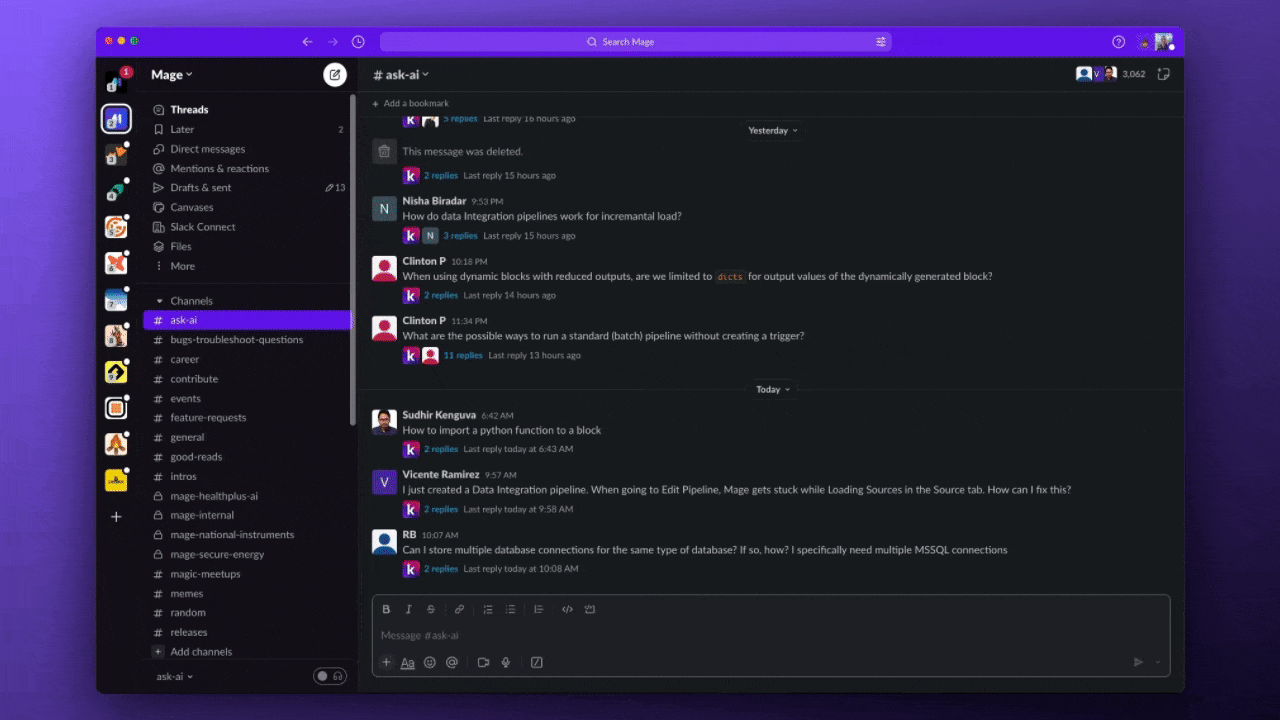 Search Mage
1
Mage
Threads
Later 2
Direct messages
Mentions & reactions
Drafts & sent 13
Canvases
Slack Connect
Files
More
Channels
# ask-ai
# bugs-troubleshoot-questions
# career
# contribute
# events
# feature-requests
# general
# good-reads
# intros
mage-healthplus-ai
mage-internal
mage-national-instruments
mage-secure-energy
# magic-meetups
# memes
# random
# releases
+ Add channels
ask-ai
# ask-ai
V 3,062
+ Add a bookmark
k 5 replies Last reply 16 hours ago
Yesterday
This message was deleted.
k 2 replies Last reply 15 hours ago
N Nisha Biradar 9:53 PM
How do data Integration pipelines work for incremantal load?
k N 3 replies Last reply 15 hours ago
Clinton P 10:18 PM
When using dynamic blocks with reduced outputs, are we limited to dicts for output values of the dynamically generated block?
k 2 replies Last reply 14 hours ago
Clinton P 11:34 PM
What are the possible ways to run a standard (batch) pipeline without creating a trigger?
k 11 replies Last reply 13 hours ago
Today
Sudhir Kenguva 6:42 AM
How to import a python function to a block
k 2 replies Last reply today at 6:43 AM
V Vicente Ramirez 9:57 AM
I just created a Data Integration pipeline. When going to Edit Pipeline, Mage gets stuck while Loading Sources in the Source tab. How can I fix this?
k 2 replies Last reply today at 9:58 AM
RB 10:07 AM
Can I store multiple database connections for the same type of database? If so, how? I specifically need multiple MSSQL connections
k 2 replies Last reply today at 10:08 AM
B I S
Message #ask-ai
+ Aa @